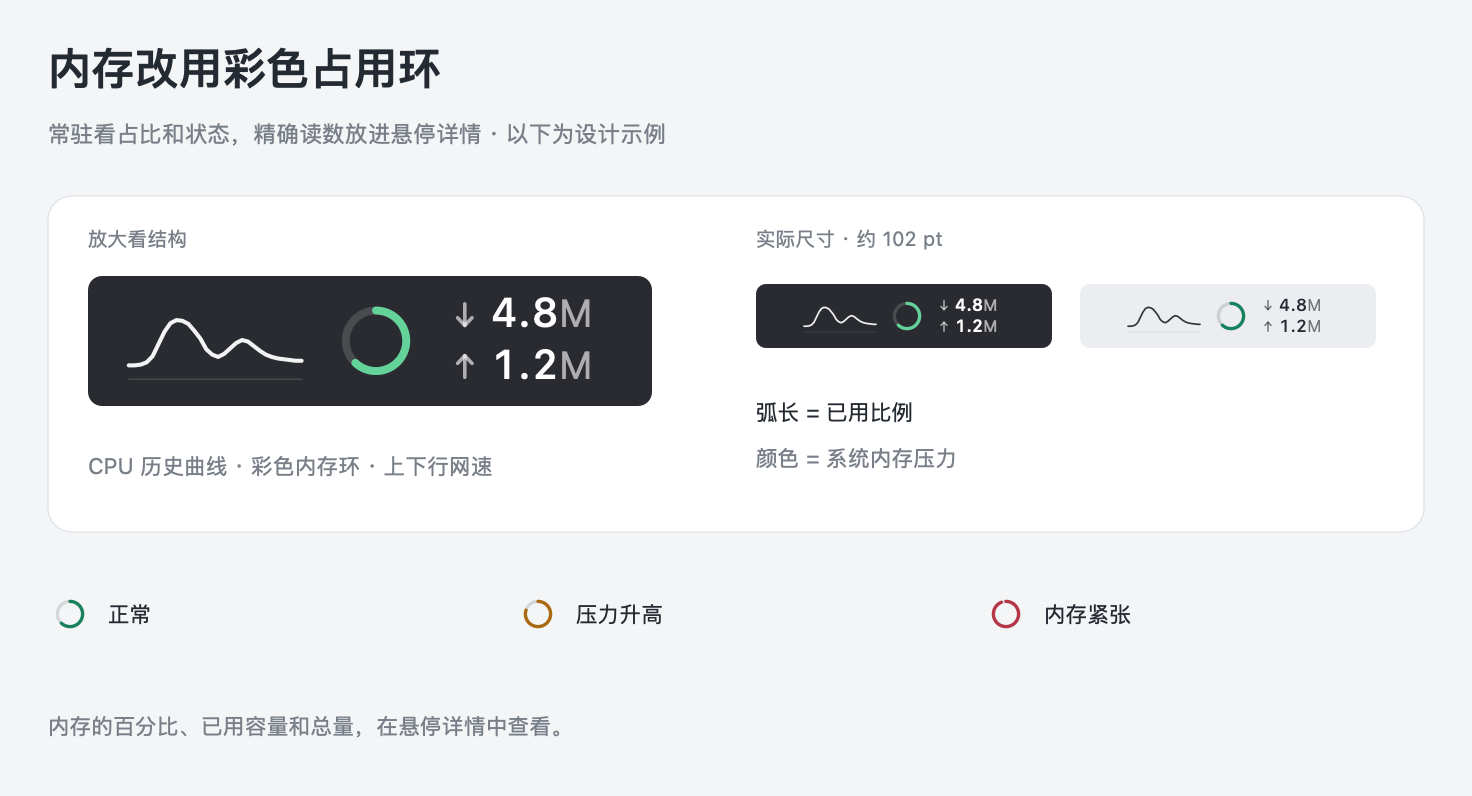 内存改用彩色占用环
常驻看占比和状态，精确读数放进悬停详情 · 以下为设计示例
放大看结构
↓ 4.8M
↑ 1.2M
CPU 历史曲线 · 彩色内存环 · 上下行网速
实际尺寸 · 约 102 pt
↓ 4.8M
↑ 1.2M
↓ 4.8M
↑ 1.2M
弧长 = 已用比例
颜色 = 系统内存压力
正常
压力升高
内存紧张
内存的百分比、已用容量和总量，在悬停详情中查看。